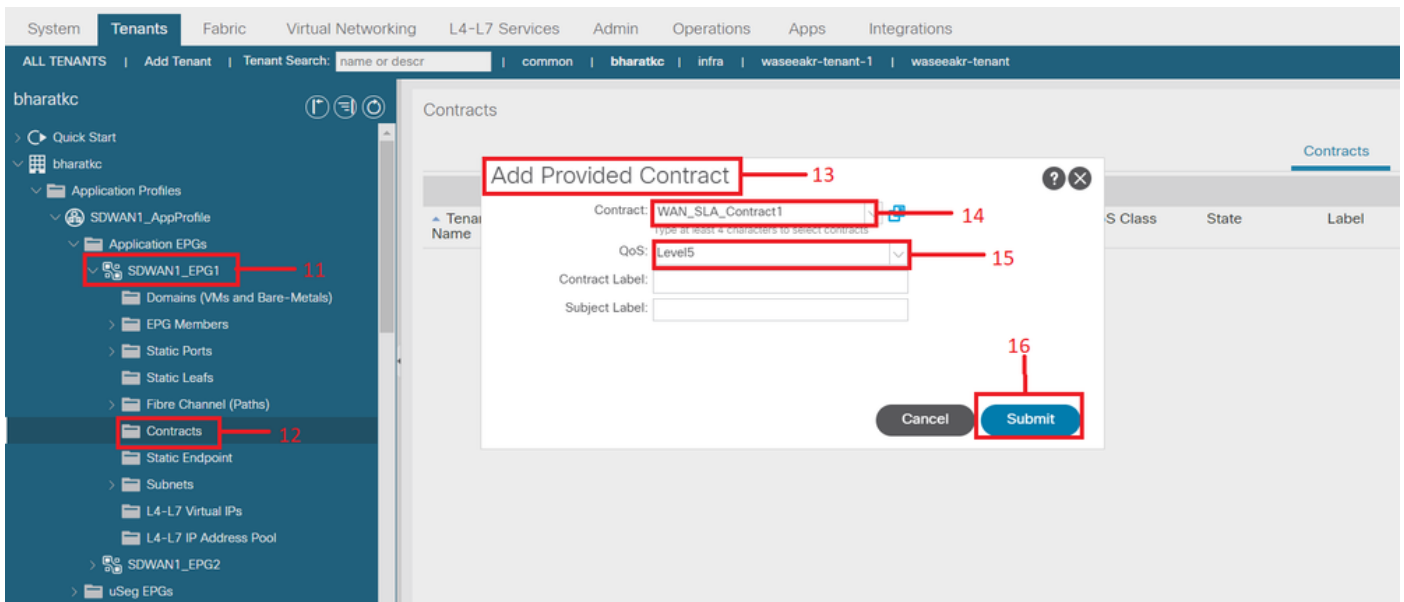 System Tenants Fabric Virtual Networking L4-L7 Services Admin Operations Apps Integrations
ALL TENANTS | Add Tenant | Tenant Search: name or descr | common | bharatkc | infra | waseeakr-tenant-1 | waseeakr-tenant
bharatkc
Quick Start
bharatkc
Application Profiles
SDWAN1_AppProfile
Application EPGs
SDWAN1_EPG1 11
Domains (VMs and Bare-Metals)
EPG Members
Static Ports
Static Leafs
Fibre Channel (Paths)
Contracts 12
Static Endpoint
Subnets
L4-L7 Virtual IPs
L4-L7 IP Address Pool
SDWAN1_EPG2
uSeg EPGs
Contracts
Contracts
Tenan
Name
S Class State Label
Add Provided Contract 13
?
Contract: WAN_SLA_Contract1 14
Type at least 4 characters to select contracts
QoS: Level5 15
Contract Label:
Subject Label:
16
Cancel Submit